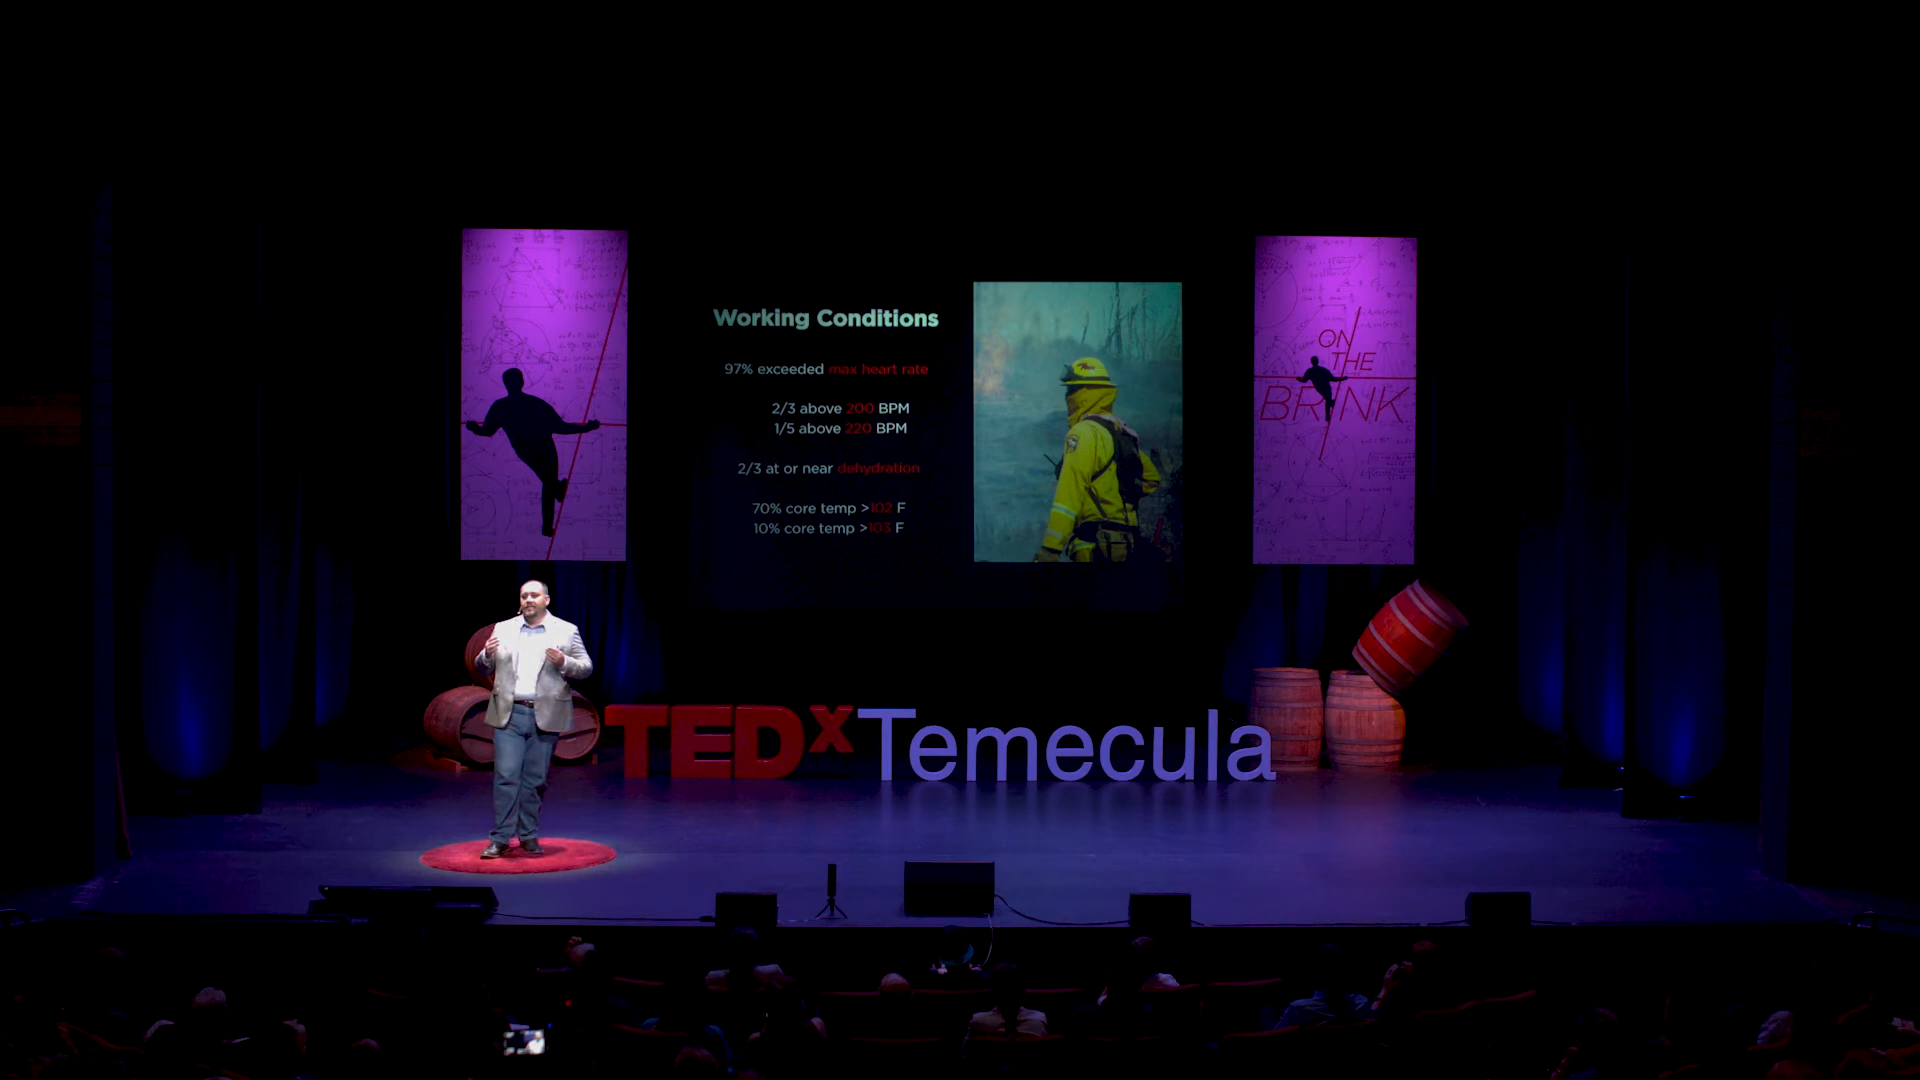 Working Conditions
97% exceeded max heart rate
2/3 above 200 BPM
1/5 above 220 BPM
2/3 at or near dehydration
70% core temp >102 F
10% core temp >103 F
ON
THE
BRINK
TEDxTemecula